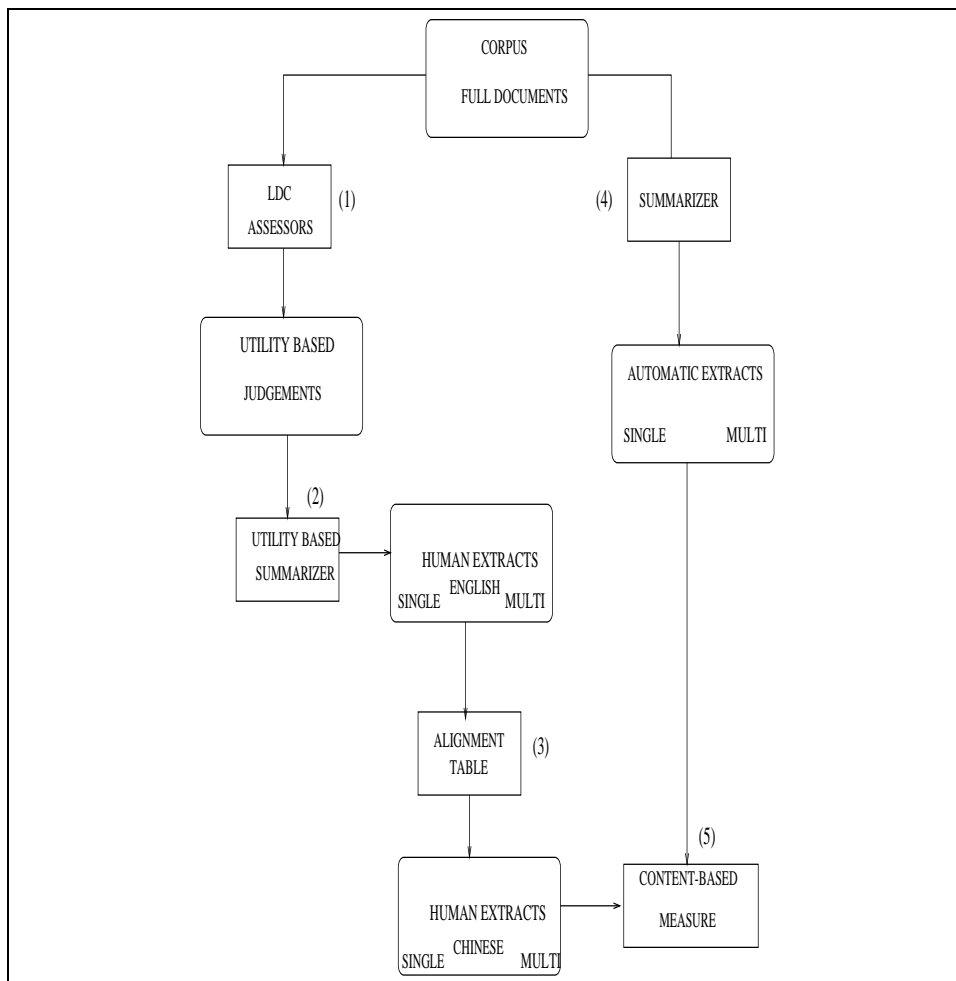 CORPUS
FULL DOCUMENTS
LDC
ASSESSORS
(1)
(4)
SUMMARIZER
UTILITY BASED
JUDGEMENTS
AUTOMATIC EXTRACTS
SINGLE MULTI
(2)
UTILITY BASED
SUMMARIZER
HUMAN EXTRACTS
ENGLISH
SINGLE MULTI
ALIGNMENT
TABLE
(3)
(5)
CONTENT-BASED
MEASURE
HUMAN EXTRACTS
CHINESE
SINGLE MULTI